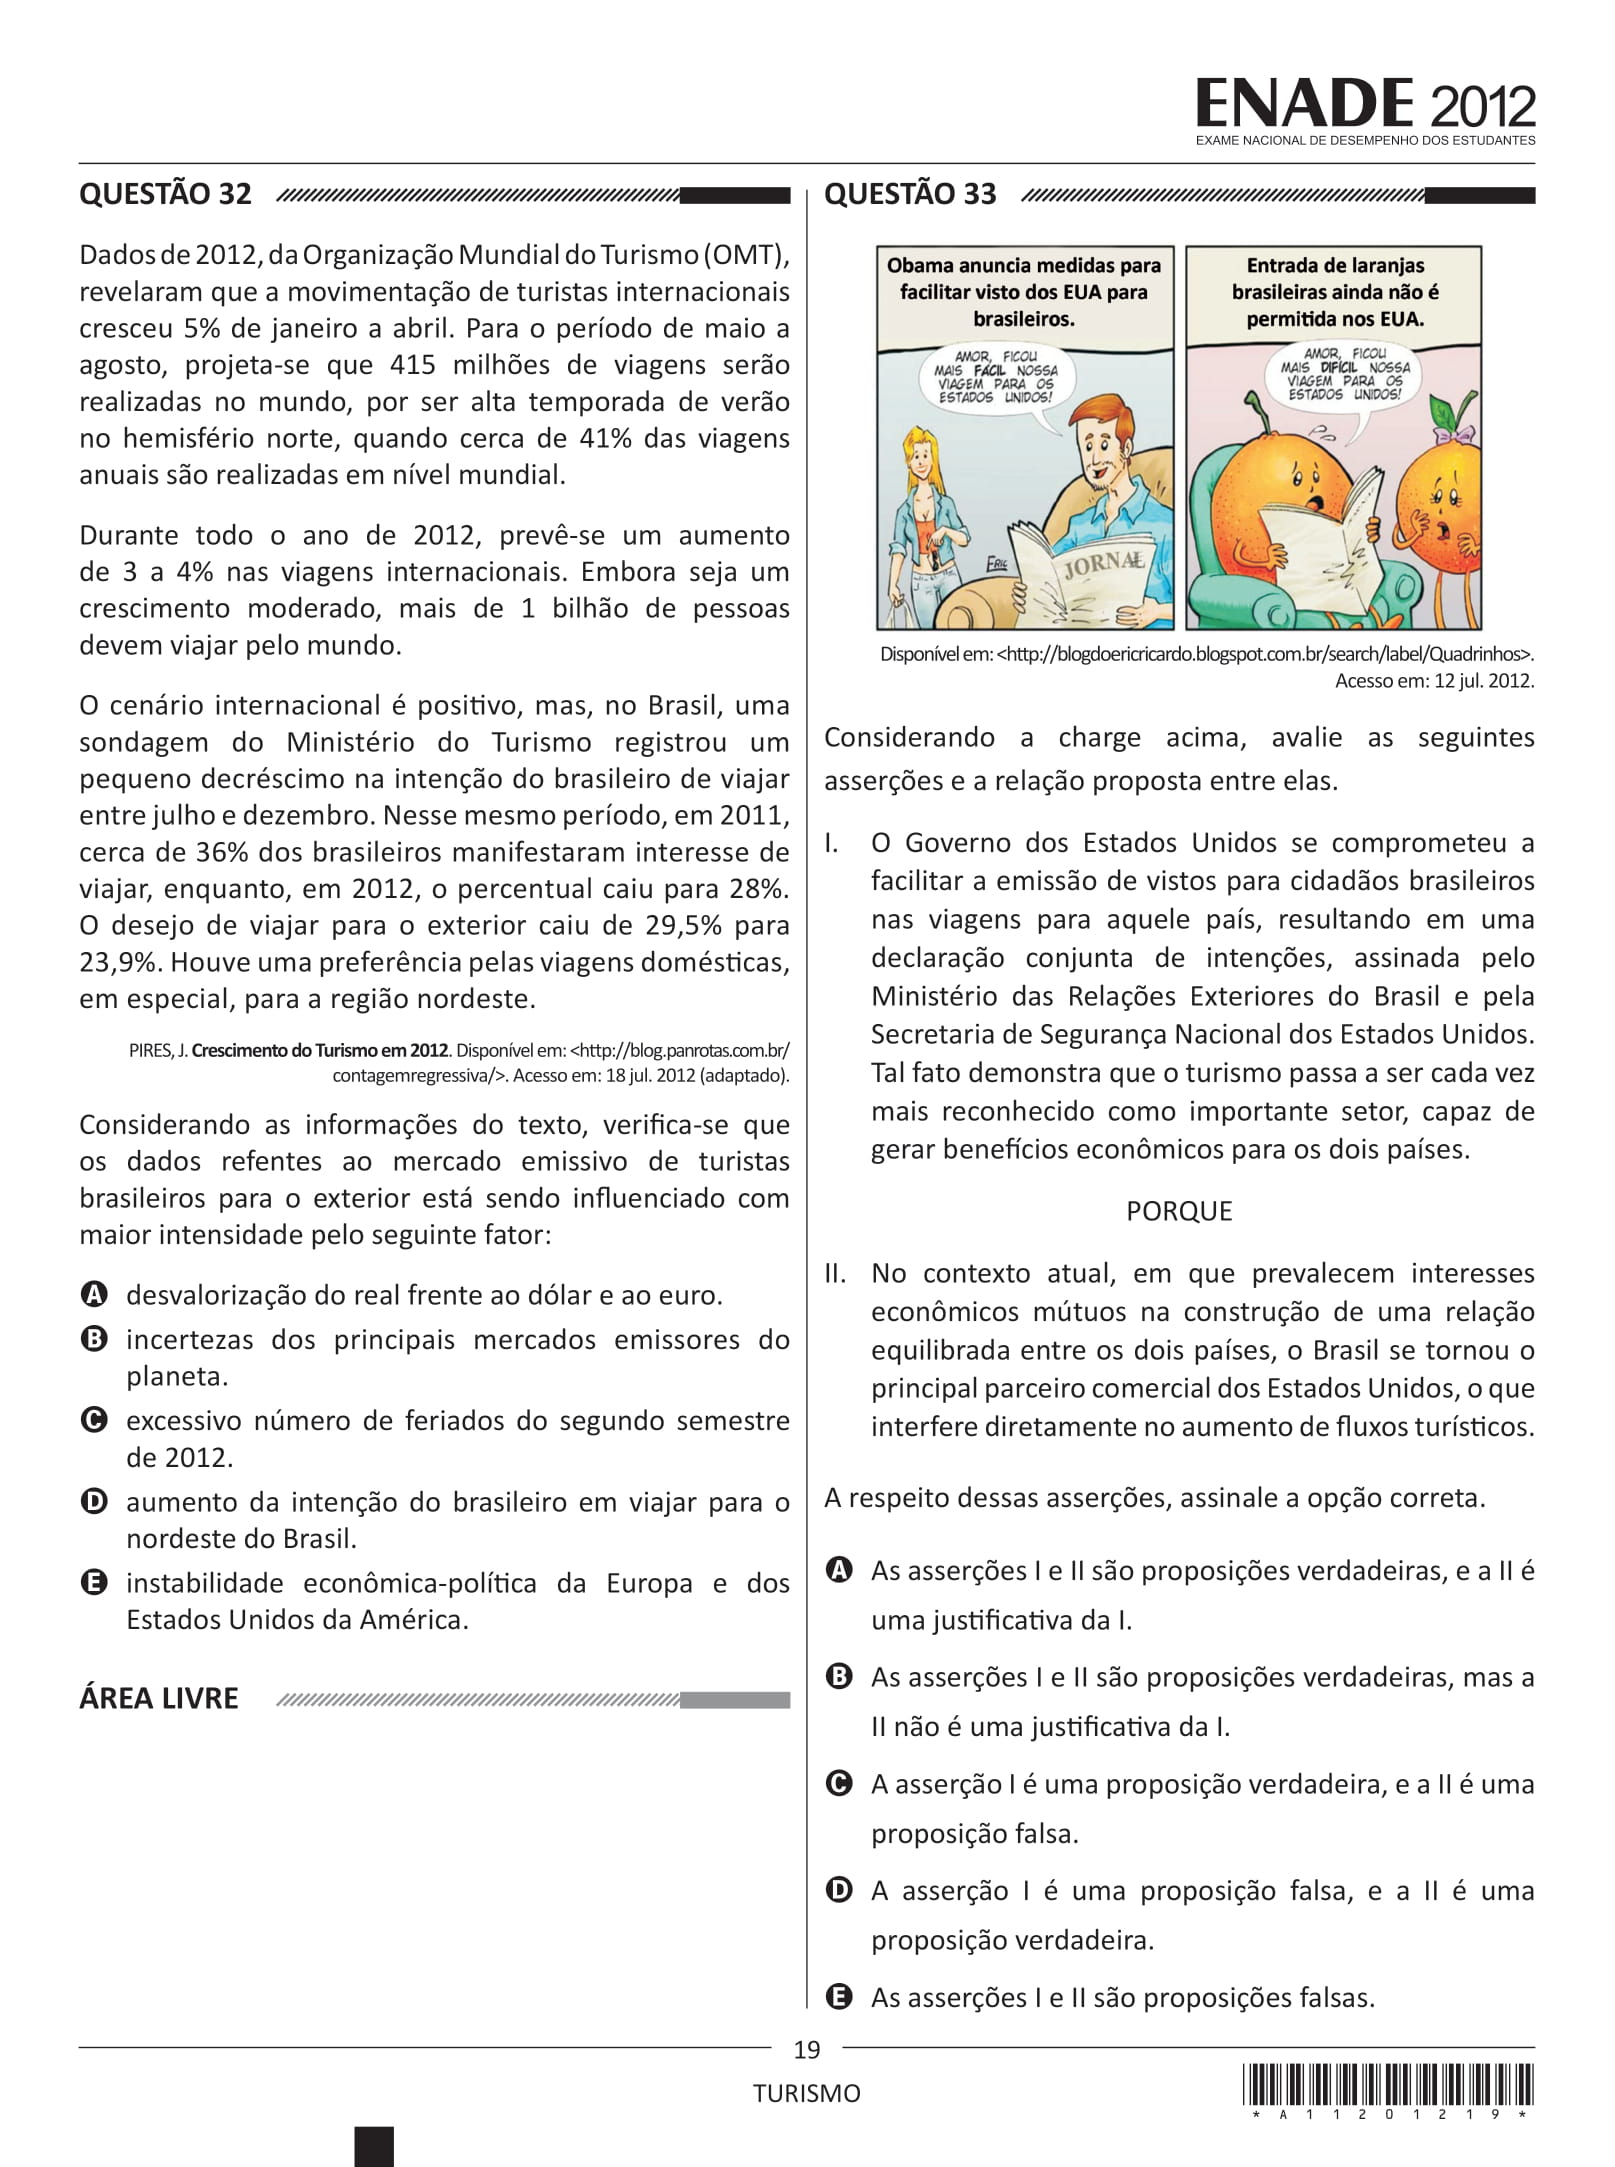 ENADE 2012
EXAME NACIONAL DE DESEMPENHO DOS ESTUDANTES
QUESTÃO 32
Dados de 2012, da Organização Mundial do Turismo (OMT),
revelaram que a movimentação de turistas internacionais
cresceu 5% de janeiro a abril. Para o período de maio a
agosto, projeta-se que 415 milhões de viagens serão
realizadas no mundo, por ser alta temporada de verão
no hemisfério norte, quando cerca de 41% das viagens
anuais são realizadas em nível mundial.
Durante todo o ano de 2012, prevê-se um aumento
de 3 a 4% nas viagens internacionais. Embora seja um
crescimento moderado, mais de 1 bilhão de pessoas
devem viajar pelo mundo.
O cenário internacional é positivo, mas, no Brasil, uma
sondagem do Ministério do Turismo registrou um
pequeno decréscimo na intenção do brasileiro de viajar
entre julho e dezembro. Nesse mesmo período, em 2011,
cerca de 36% dos brasileiros manifestaram interesse de
viajar, enquanto, em 2012, o percentual caiu para 28%.
O desejo de viajar para o exterior caiu de 29,5% para
23,9%. Houve uma preferência pelas viagens domésticas,
em especial, para a região nordeste.
PIRES, J. Crescimento do Turismo em 2012. Disponível em: <http://blog.panrotas.com.br/
contagemregressiva/>. Acesso em: 18 jul. 2012 (adaptado).
Considerando as informações do texto, verifica-se que
os dados refentes ao mercado emissivo de turistas
brasileiros para o exterior está sendo influenciado com
maior intensidade pelo seguinte fator:
A desvalorização do real frente ao dólar e ao euro.
B incertezas dos principais mercados emissores do
planeta.
C excessivo número de feriados do segundo semestre
de 2012.
D aumento da intenção do brasileiro em viajar para o
nordeste do Brasil.
E instabilidade econômica-política da Europa e dos
Estados Unidos da América.
ÁREA LIVRE
QUESTÃO 33
Obama anuncia medidas para
facilitar visto dos EUA para
brasileiros.
AMOR, FICOU
MAIS FÁCIL NOSSA
VIAGEM PARA OS
ESTADOS UNIDOS!
ERIC
JORNAL
Entrada de laranjas
brasileiras ainda não é
permitida nos EUA.
AMOR, FICOU
MAIS DIFÍCIL NOSSA
VIAGEM PARA OS
ESTADOS UNIDOS!
Disponível em: <http://blogdoericricardo.blogspot.com.br/search/label/Quadrinhos>.
Acesso em: 12 jul. 2012.
Considerando a charge acima, avalie as seguintes
asserções e a relação proposta entre elas.
I. O Governo dos Estados Unidos se comprometeu a
facilitar a emissão de vistos para cidadãos brasileiros
nas viagens para aquele país, resultando em uma
declaração conjunta de intenções, assinada pelo
Ministério das Relações Exteriores do Brasil e pela
Secretaria de Segurança Nacional dos Estados Unidos.
Tal fato demonstra que o turismo passa a ser cada vez
mais reconhecido como importante setor, capaz de
gerar benefícios econômicos para os dois países.
PORQUE
II. No contexto atual, em que prevalecem interesses
econômicos mútuos na construção de uma relação
equilibrada entre os dois países, o Brasil se tornou o
principal parceiro comercial dos Estados Unidos, o que
interfere diretamente no aumento de fluxos turísticos.
A respeito dessas asserções, assinale a opção correta.
A As asserções I e II são proposições verdadeiras, e a II é
uma justificativa da I.
B As asserções I e II são proposições verdadeiras, mas a
II não é uma justificativa da I.
C A asserção I é uma proposição verdadeira, e a II é uma
proposição falsa.
D A asserção I é uma proposição falsa, e a II é uma
proposição verdadeira.
E As asserções I e II são proposições falsas.
19
TURISMO
* A 1 1 2 0 1 2 1 9 *